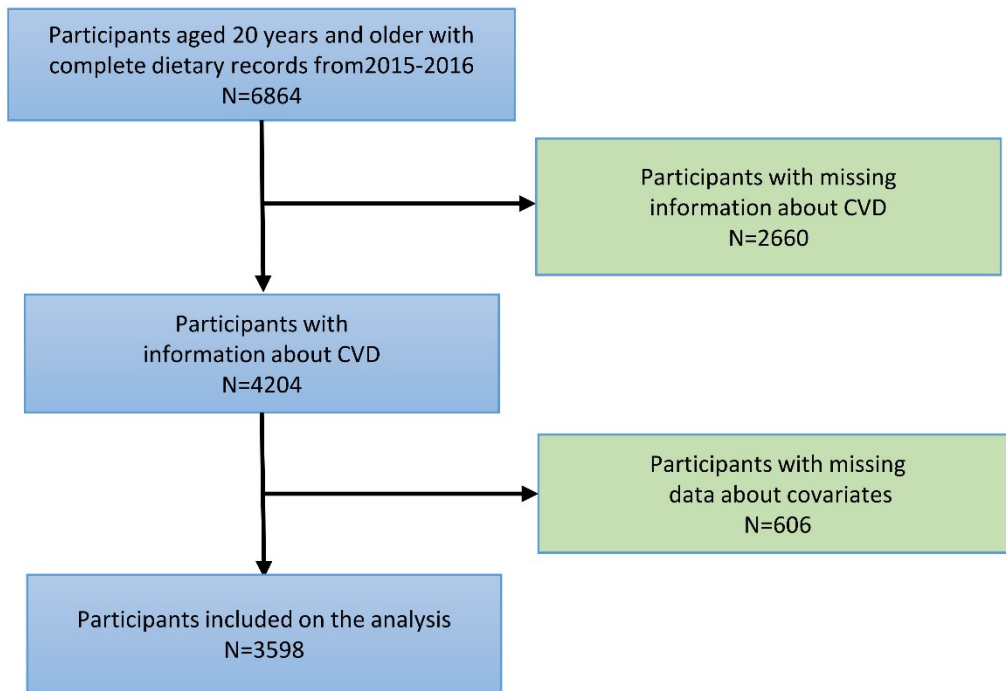 Participants aged 20 years and older with
complete dietary records from2015-2016
N=6864
Participants with missing
information about CVD
N=2660
Participants with
information about CVD
N=4204
Participants with missing
data about covariates
N=606
Participants included on the analysis
N=3598